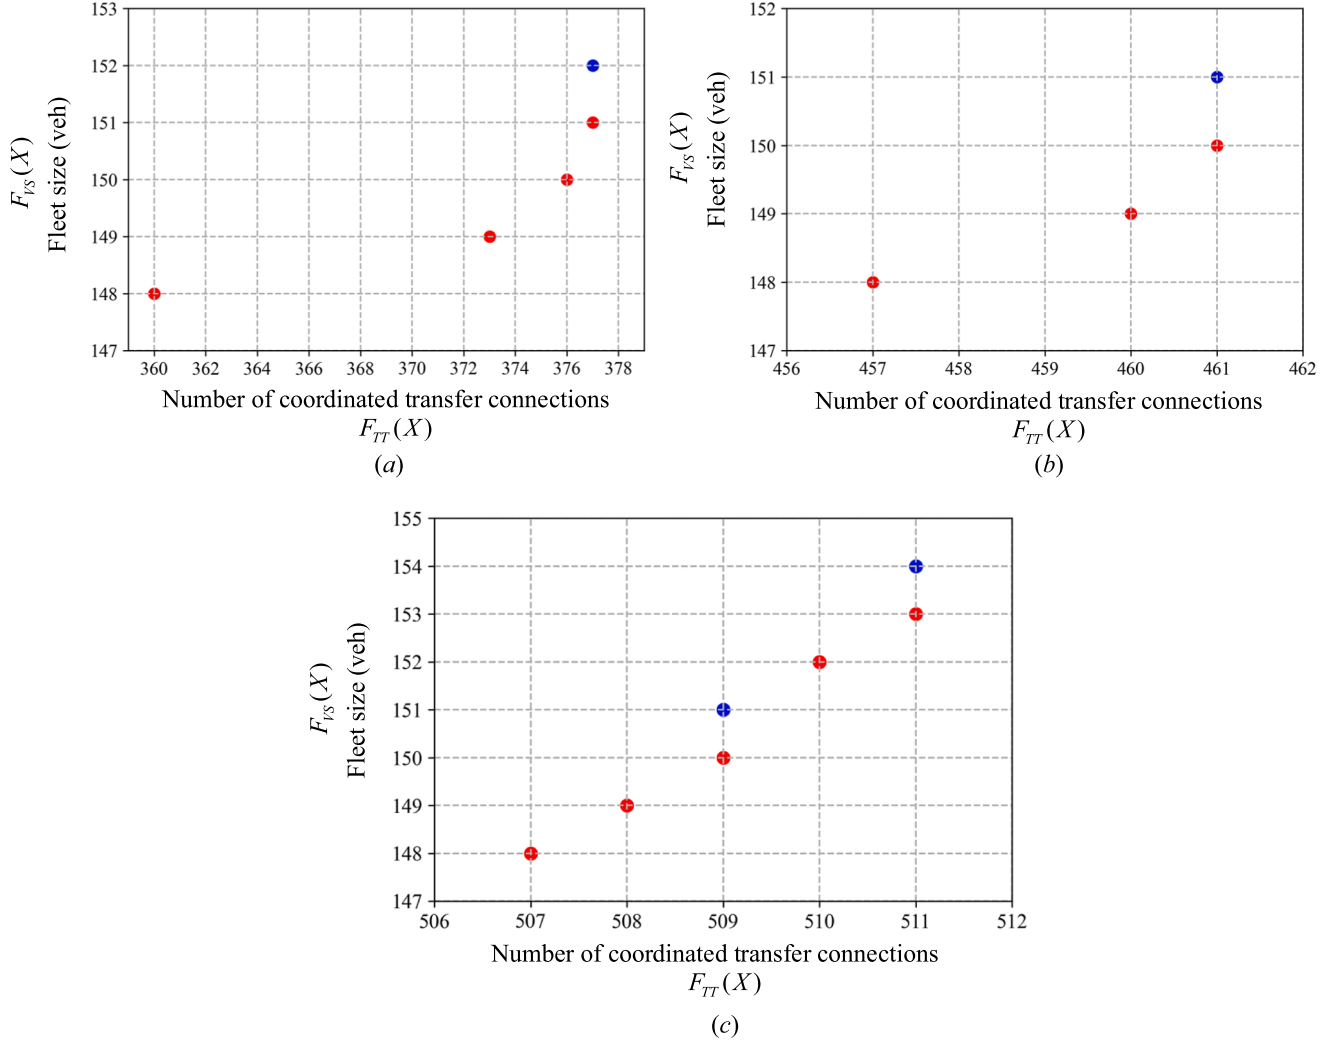 153
152
151
150
149
148
147
F_VS(X)
Fleet size (veh)
360 362 364 366 368 370 372 374 376 378
Number of coordinated transfer connections
F_TT(X)
(a)
152
151
150
149
148
147
F_VS(X)
Fleet size (veh)
456 457 458 459 460 461 462
Number of coordinated transfer connections
F_TT(X)
(b)
155
154
153
152
151
150
149
148
147
F_VS(X)
Fleet size (veh)
506 507 508 509 510 511 512
Number of coordinated transfer connections
F_TT(X)
(c)